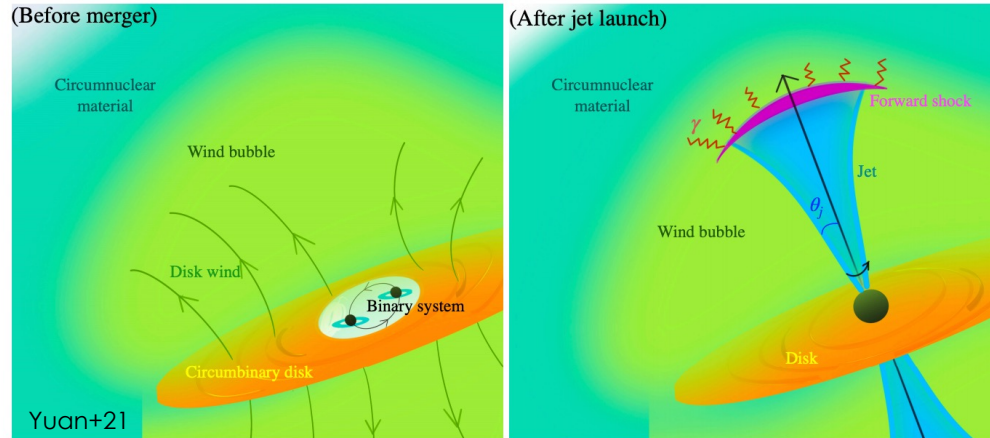 (Before merger)
Circumnuclear
material
Wind bubble
Disk wind
Binary system
Circumbinary disk
Yuan+21
(After jet launch)
Circumnuclear
material
Forward shock
γ
Jet
θj
Wind bubble
Disk